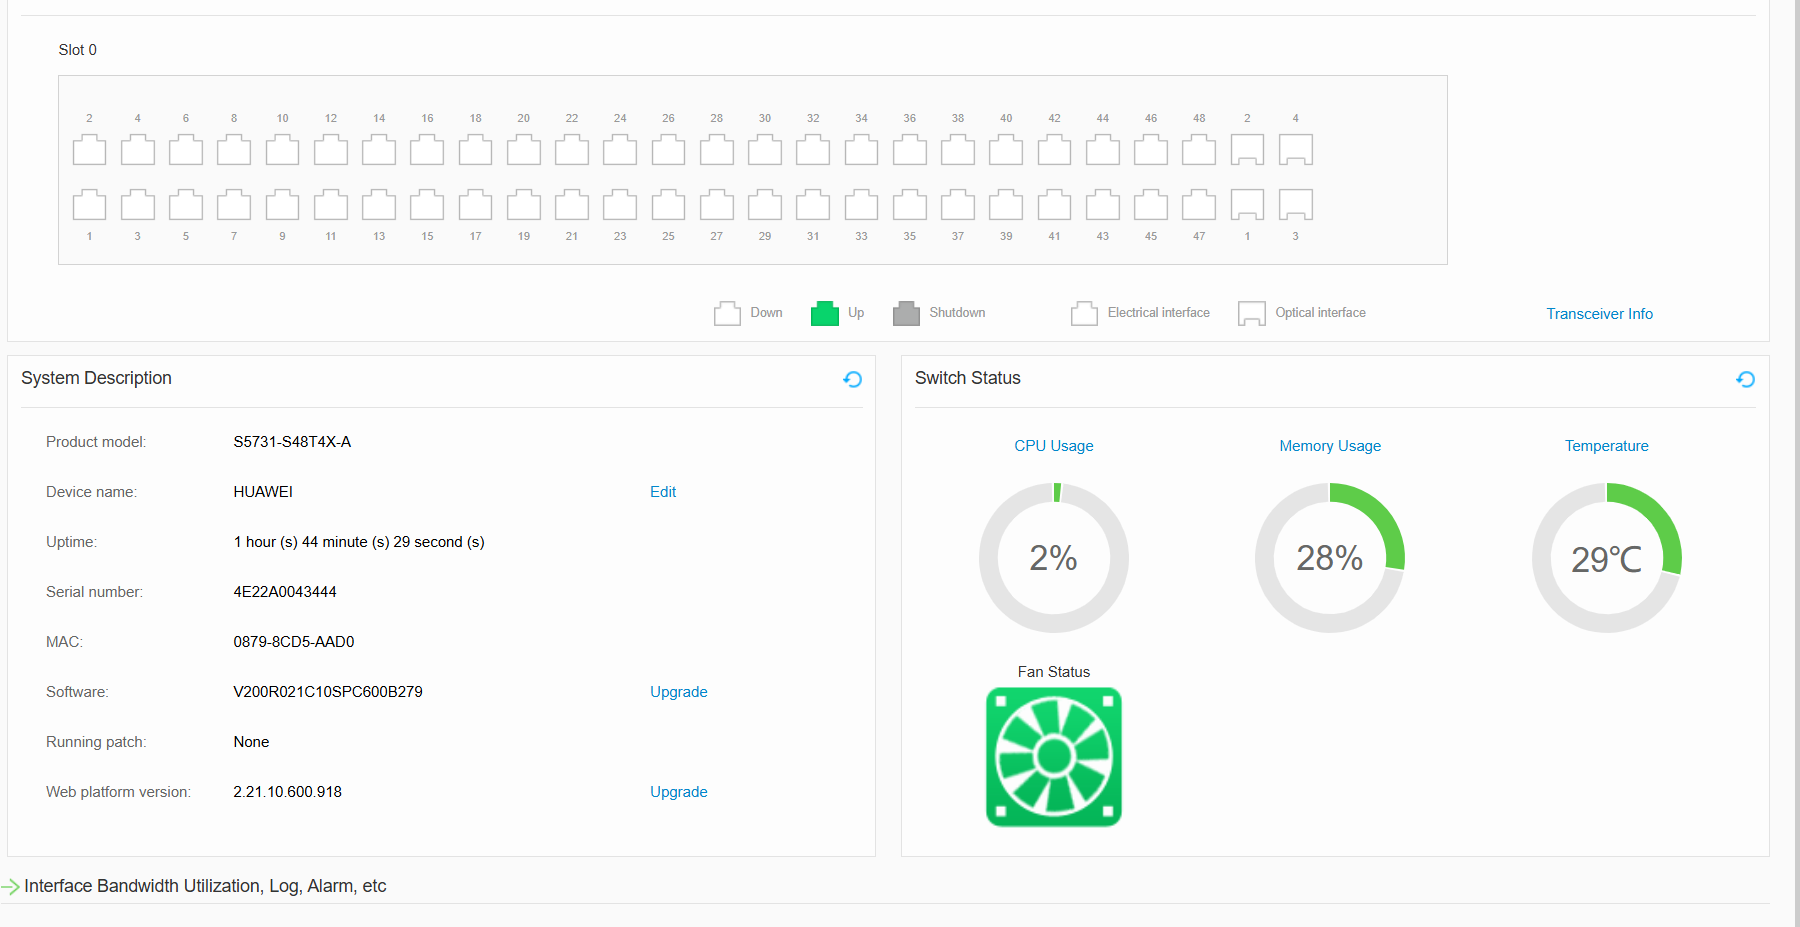 Slot 0
2 4 6 8 10 12 14 16 18 20 22 24 26 28 30 32 34 36 38 40 42 44 46 48 2 4
1 3 5 7 9 11 13 15 17 19 21 23 25 27 29 31 33 35 37 39 41 43 45 47 1 3
Down Up Shutdown Electrical interface Optical interface Transceiver Info
System Description
Product model: S5731-S48T4X-A
Device name: HUAWEI Edit
Uptime: 1 hour (s) 44 minute (s) 29 second (s)
Serial number: 4E22A0043444
MAC: 0879-8CD5-AAD0
Software: V200R021C10SPC600B279 Upgrade
Running patch: None
Web platform version: 2.21.10.600.918 Upgrade
Switch Status
CPU Usage Memory Usage Temperature
2% 28% 29℃
Fan Status
Interface Bandwidth Utilization, Log, Alarm, etc